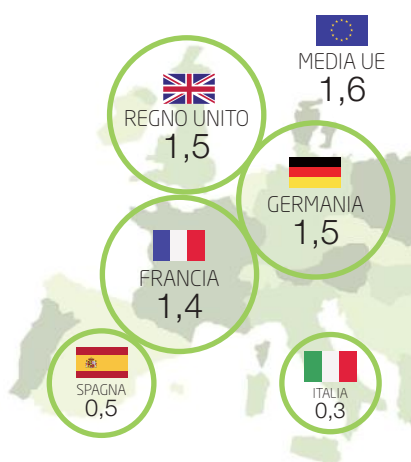 MEDIA UE
1,6
REGNO UNITO
1,5
GERMANIA
1,5
FRANCIA
1,4
SPAGNA
0,5
ITALIA
0,3